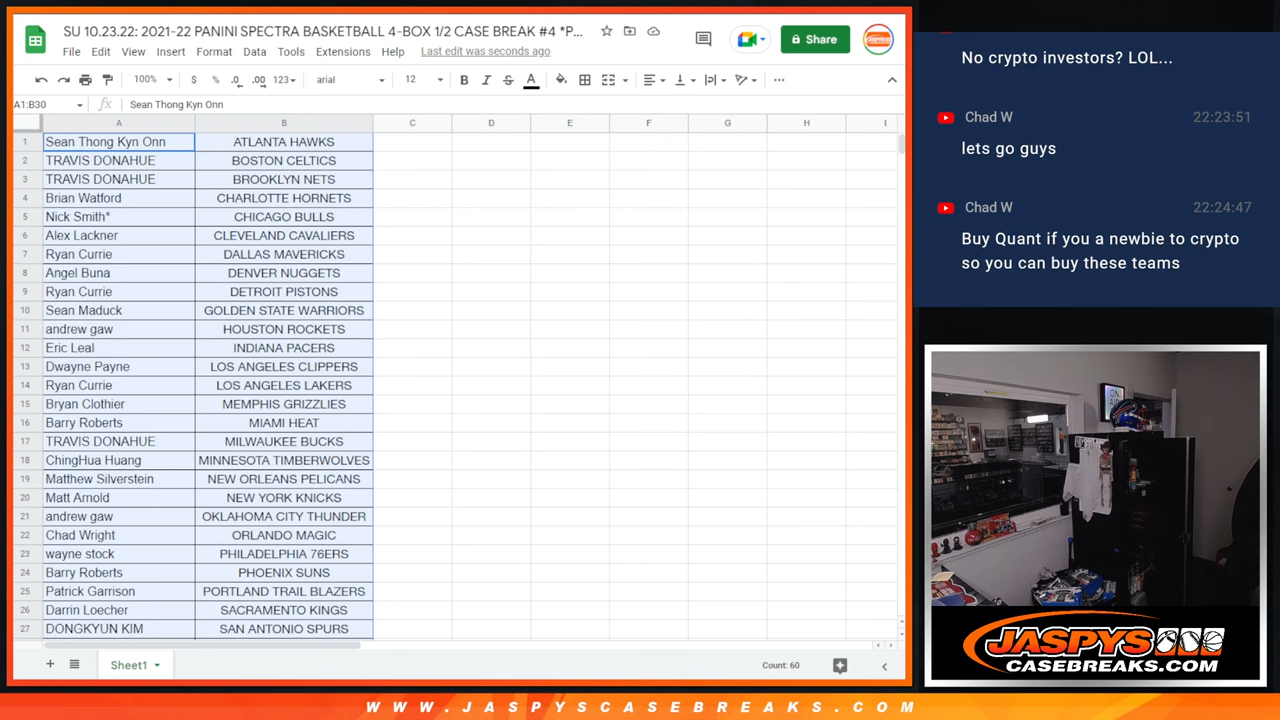 SU 10.23.22: 2021-22 PANINI SPECTRA BASKETBALL 4-BOX 1/2 CASE BREAK #4 *P...
File Edit View Insert Format Data Tools Extensions Help Last edit was seconds ago
Share
100% $ % .0 .00 123 arial 12 B I S A
A1:B30 fx Sean Thong Kyn Onn
A B C D E F G H I
1 Sean Thong Kyn Onn ATLANTA HAWKS
2 TRAVIS DONAHUE BOSTON CELTICS
3 TRAVIS DONAHUE BROOKLYN NETS
4 Brian Watford CHARLOTTE HORNETS
5 Nick Smith* CHICAGO BULLS
6 Alex Lackner CLEVELAND CAVALIERS
7 Ryan Currie DALLAS MAVERICKS
8 Angel Buna DENVER NUGGETS
9 Ryan Currie DETROIT PISTONS
10 Sean Maduck GOLDEN STATE WARRIORS
11 andrew gaw HOUSTON ROCKETS
12 Eric Leal INDIANA PACERS
13 Dwayne Payne LOS ANGELES CLIPPERS
14 Ryan Currie LOS ANGELES LAKERS
15 Bryan Clothier MEMPHIS GRIZZLIES
16 Barry Roberts MIAMI HEAT
17 TRAVIS DONAHUE MILWAUKEE BUCKS
18 ChingHua Huang MINNESOTA TIMBERWOLVES
19 Matthew Silverstein NEW ORLEANS PELICANS
20 Matt Arnold NEW YORK KNICKS
21 andrew gaw OKLAHOMA CITY THUNDER
22 Chad Wright ORLANDO MAGIC
23 wayne stock PHILADELPHIA 76ERS
24 Barry Roberts PHOENIX SUNS
25 Patrick Garrison PORTLAND TRAIL BLAZERS
26 Darrin Loecher SACRAMENTO KINGS
27 DONGKYUN KIM SAN ANTONIO SPURS
Sheet1
Count: 60
No crypto investors? LOL...
Chad W 22:23:51
lets go guys
Chad W 22:24:47
Buy Quant if you a newbie to crypto
so you can buy these teams
ON
JASPYS
CASEBREAKS.COM
WWW.JASPYSCASEBREAKS.COM